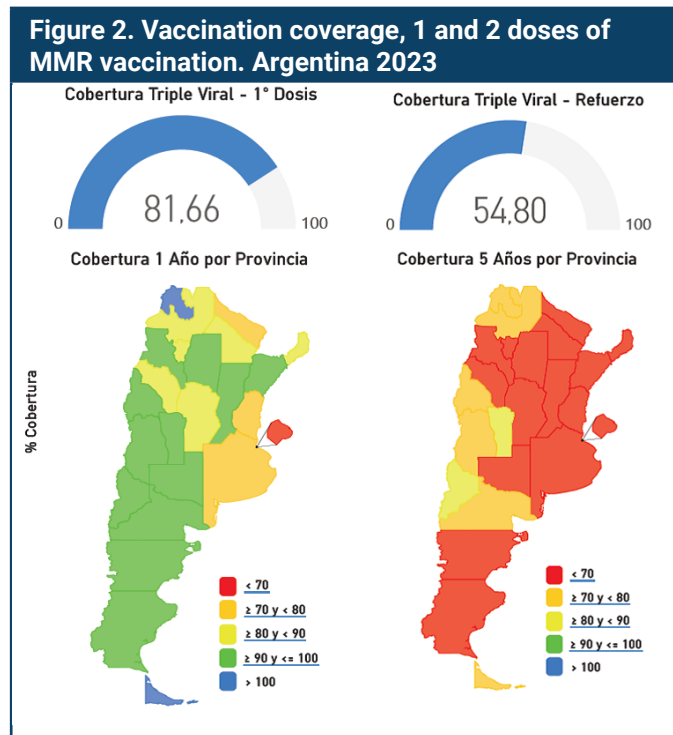 Figure 2. Vaccination coverage, 1 and 2 doses of
MMR vaccination. Argentina 2023
Cobertura Triple Viral - 1° Dosis
81,66
0
100
Cobertura Triple Viral - Refuerzo
54,80
0
100
Cobertura 1 Año por Provincia
Cobertura 5 Años por Provincia
% Cobertura
< 70
≥ 70 y < 80
≥ 80 y < 90
≥ 90 y <= 100
> 100
< 70
≥ 70 y < 80
≥ 80 y < 90
≥ 90 y <= 100
> 100